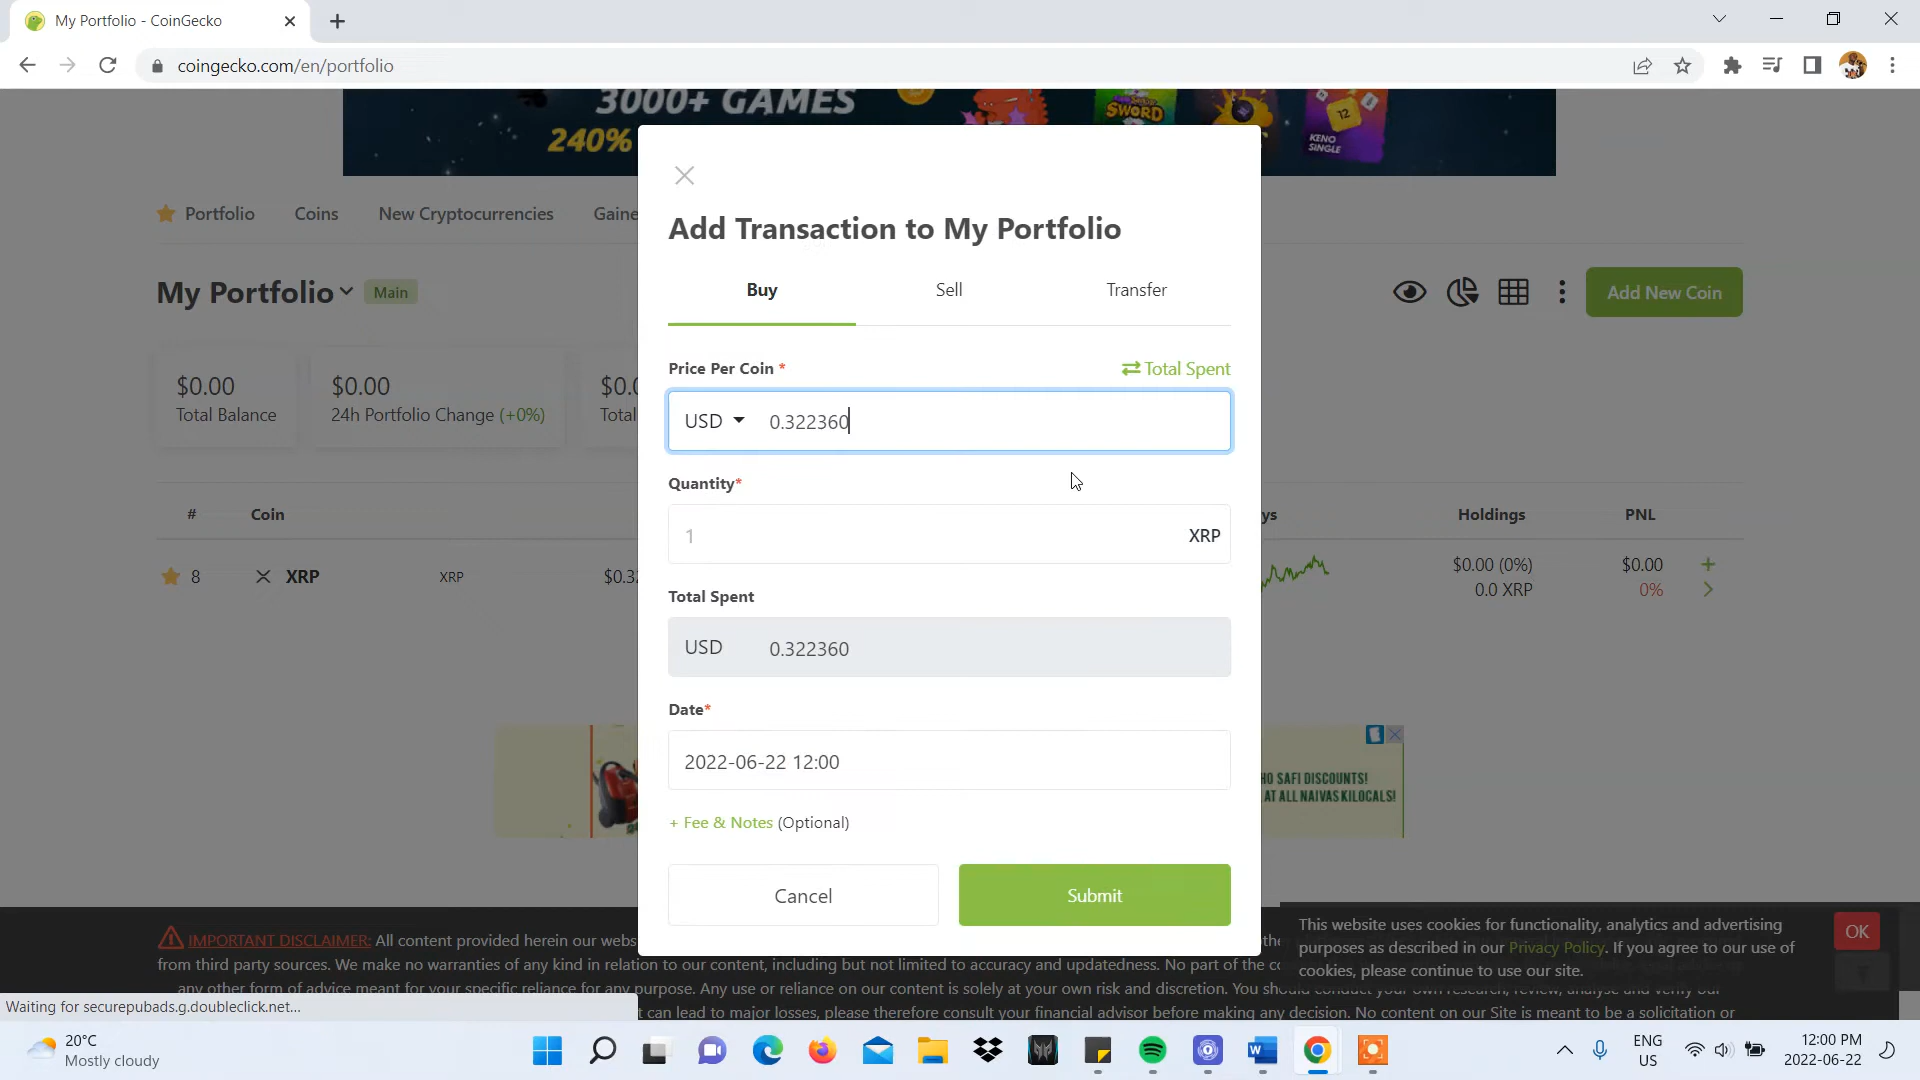 My Portfolio - CoinGecko
coingecko.com/en/portfolio
3000+ GAMES
240%
SWORD
12
KENO
SINGLE
Portfolio
Coins
New Cryptocurrencies
Gaine
My Portfolio
Main
Add New Coin
$0.00
Total Balance
$0.00
24h Portfolio Change (+0%)
$0.0
Total
# Coin
ys
Holdings
PNL
8 XRP XRP $0.32
$0.00 (0%)
0.0 XRP
$0.00
0%
Add Transaction to My Portfolio
Buy
Sell
Transfer
Price Per Coin *
Total Spent
USD 0.322360
Quantity*
1 XRP
Total Spent
USD 0.322360
Date*
2022-06-22 12:00
+ Fee & Notes (Optional)
Cancel
Submit
HO SAFI DISCOUNTS!
AT ALL NAIVAS KILOCALS!
IMPORTANT DISCLAIMER: All content provided herein our webs
from third party sources. We make no warranties of any kind in relation to our content, including but not limited to accuracy and updatedness. No part of the co
any other form of advice meant for your specific reliance for any purpose. Any use or reliance on our content is solely at your own risk and discretion. You should conduct your own research, review, analyse and verify our
t can lead to major losses, please therefore consult your financial advisor before making any decision. No content on our Site is meant to be a solicitation or
This website uses cookies for functionality, analytics and advertising
purposes as described in our Privacy Policy. If you agree to our use of
cookies, please continue to use our site.
OK
Waiting for securepubads.g.doubleclick.net...
20°C
Mostly cloudy
ENG
US
12:00 PM
2022-06-22